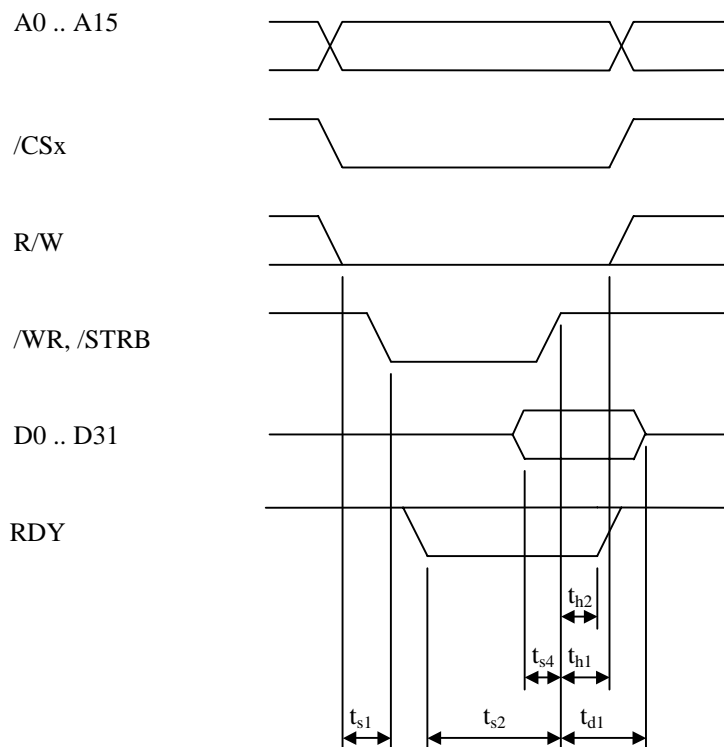 A0 .. A15
/CSx
R/W
/WR, /STRB
D0 .. D31
RDY
th2
ts4 th1
ts1 ts2 td1